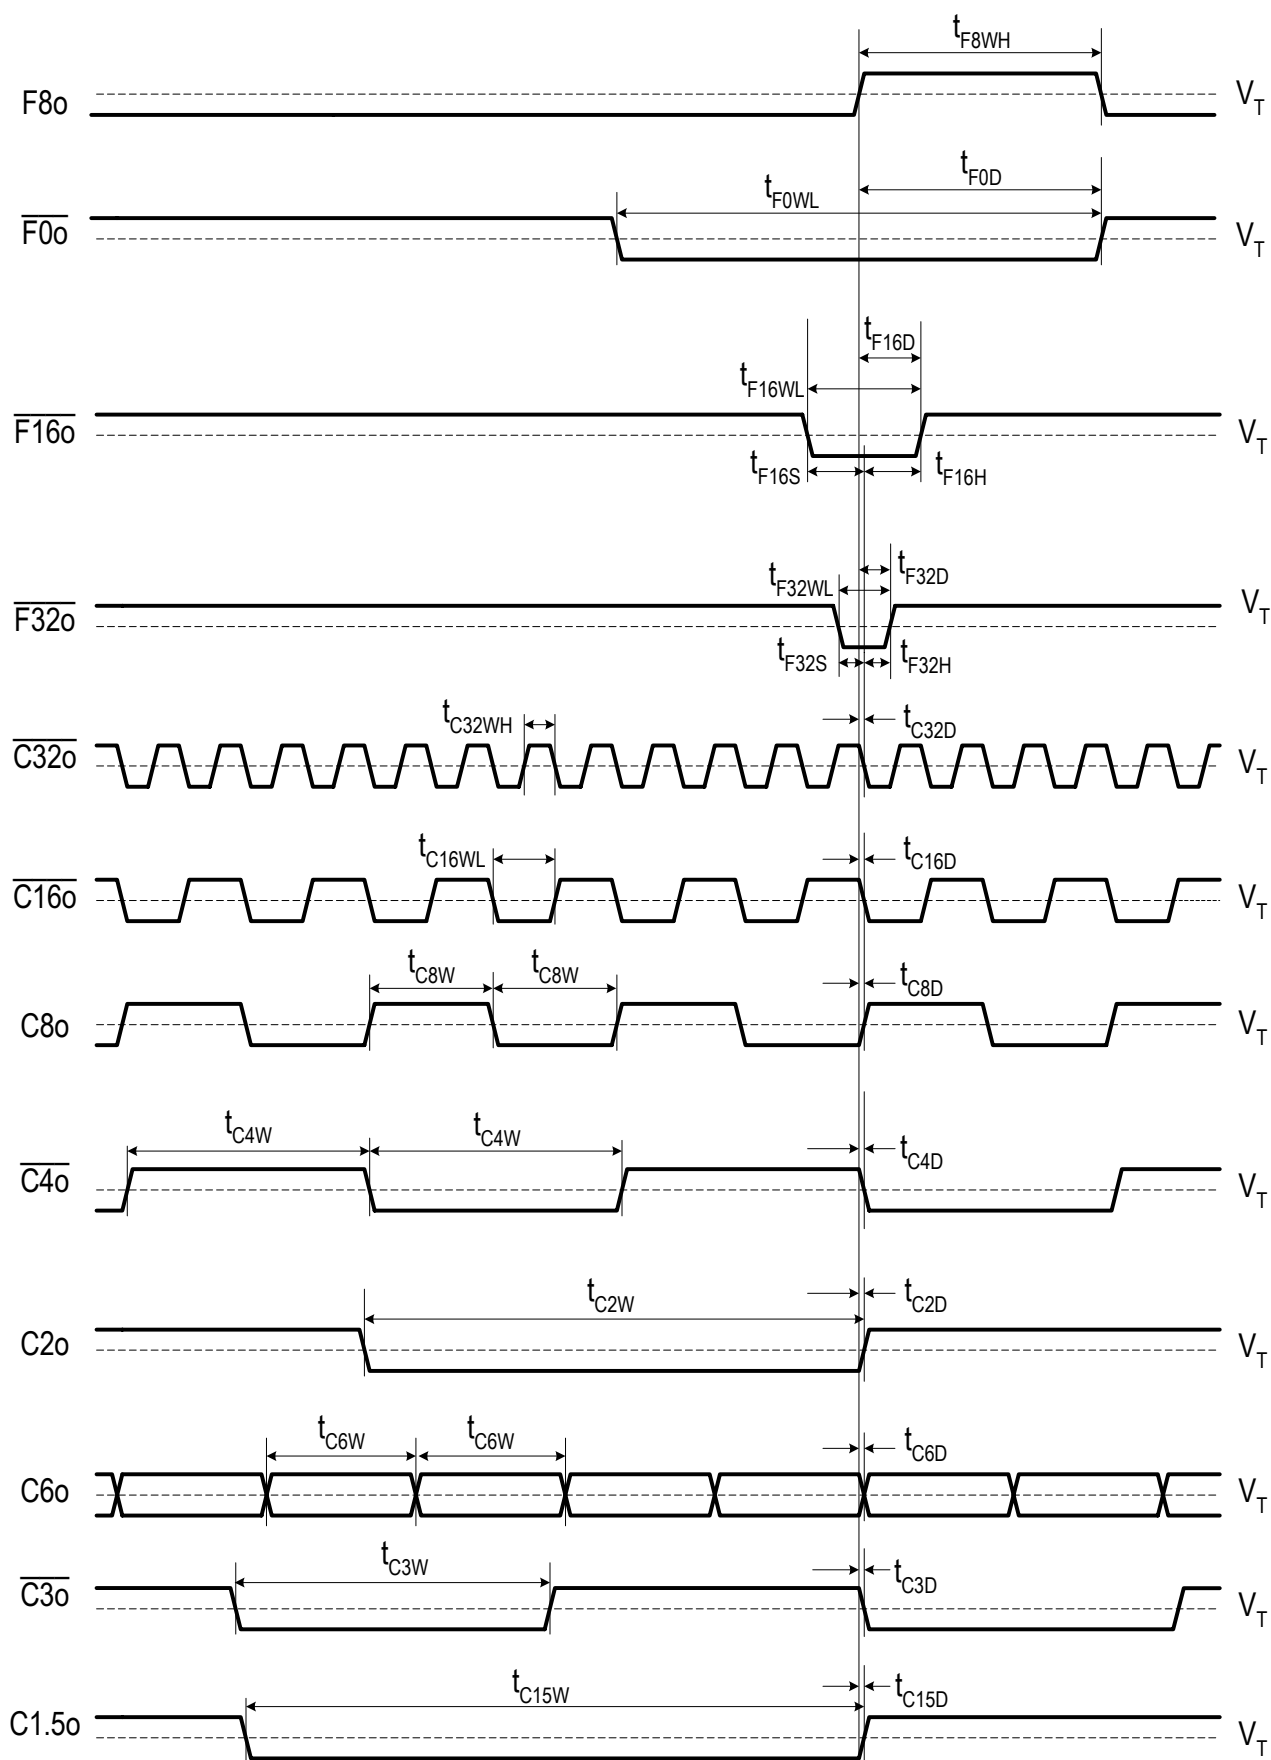 tF8WH
F8o VT
tF0D
tF0WL
F0o VT
tF16D
tF16WL
F16o VT
tF16S tF16H
tF32D
tF32WL
F32o VT
tF32S tF32H
tC32WH tC32D
C32o VT
tC16WL tC16D
C16o VT
tC8W tC8W tC8D
C8o VT
tC4W tC4W tC4D
C4o VT
tC2W tC2D
C2o VT
tC6W tC6W tC6D
C6o VT
tC3W tC3D
C3o VT
tC15W tC15D
C1.5o VT